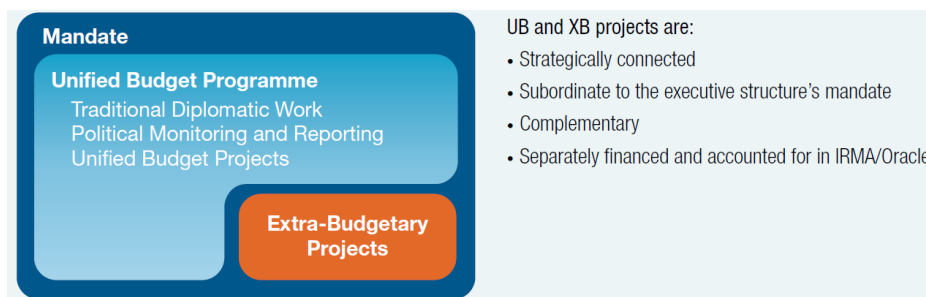 Mandate
Unified Budget Programme
Traditional Diplomatic Work
Political Monitoring and Reporting
Unified Budget Projects
Extra-Budgetary
Projects
UB and XB projects are:
• Strategically connected
• Subordinate to the executive structure's mandate
• Complementary
• Separately financed and accounted for in IRMA/Oracle